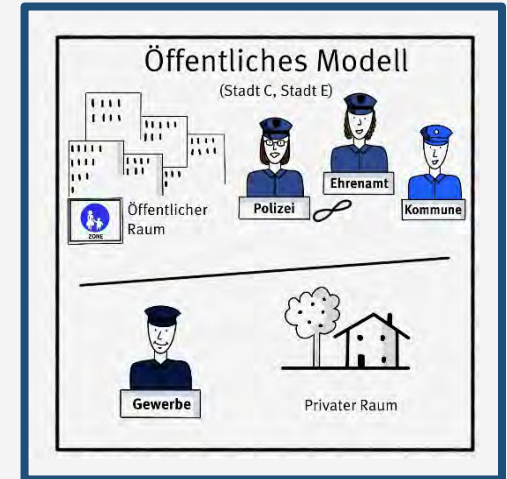 Öffentliches Modell
(Stadt C, Stadt E)
Ehrenamt
Polizei
Kommune
Öffentlicher
Raum
ZONE
Gewerbe
Privater Raum